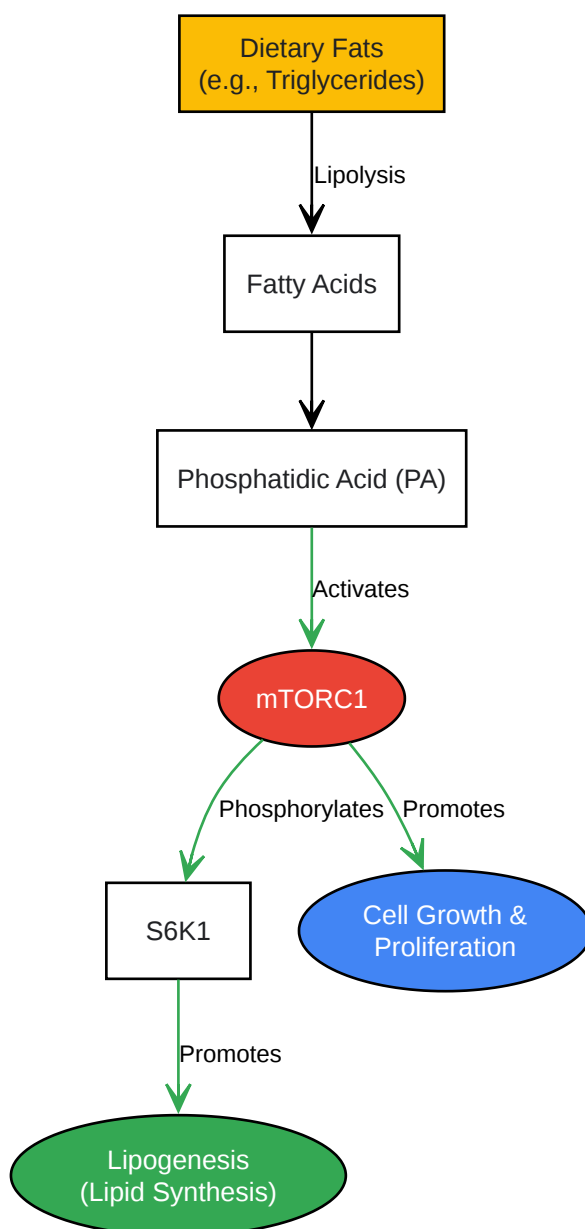 Dietary Fats
(e.g., Triglycerides)
Lipolysis
Fatty Acids
Phosphatidic Acid (PA)
Activates
mTORC1
Phosphorylates
Promotes
S6K1
Cell Growth &
Proliferation
Promotes
Lipogenesis
(Lipid Synthesis)